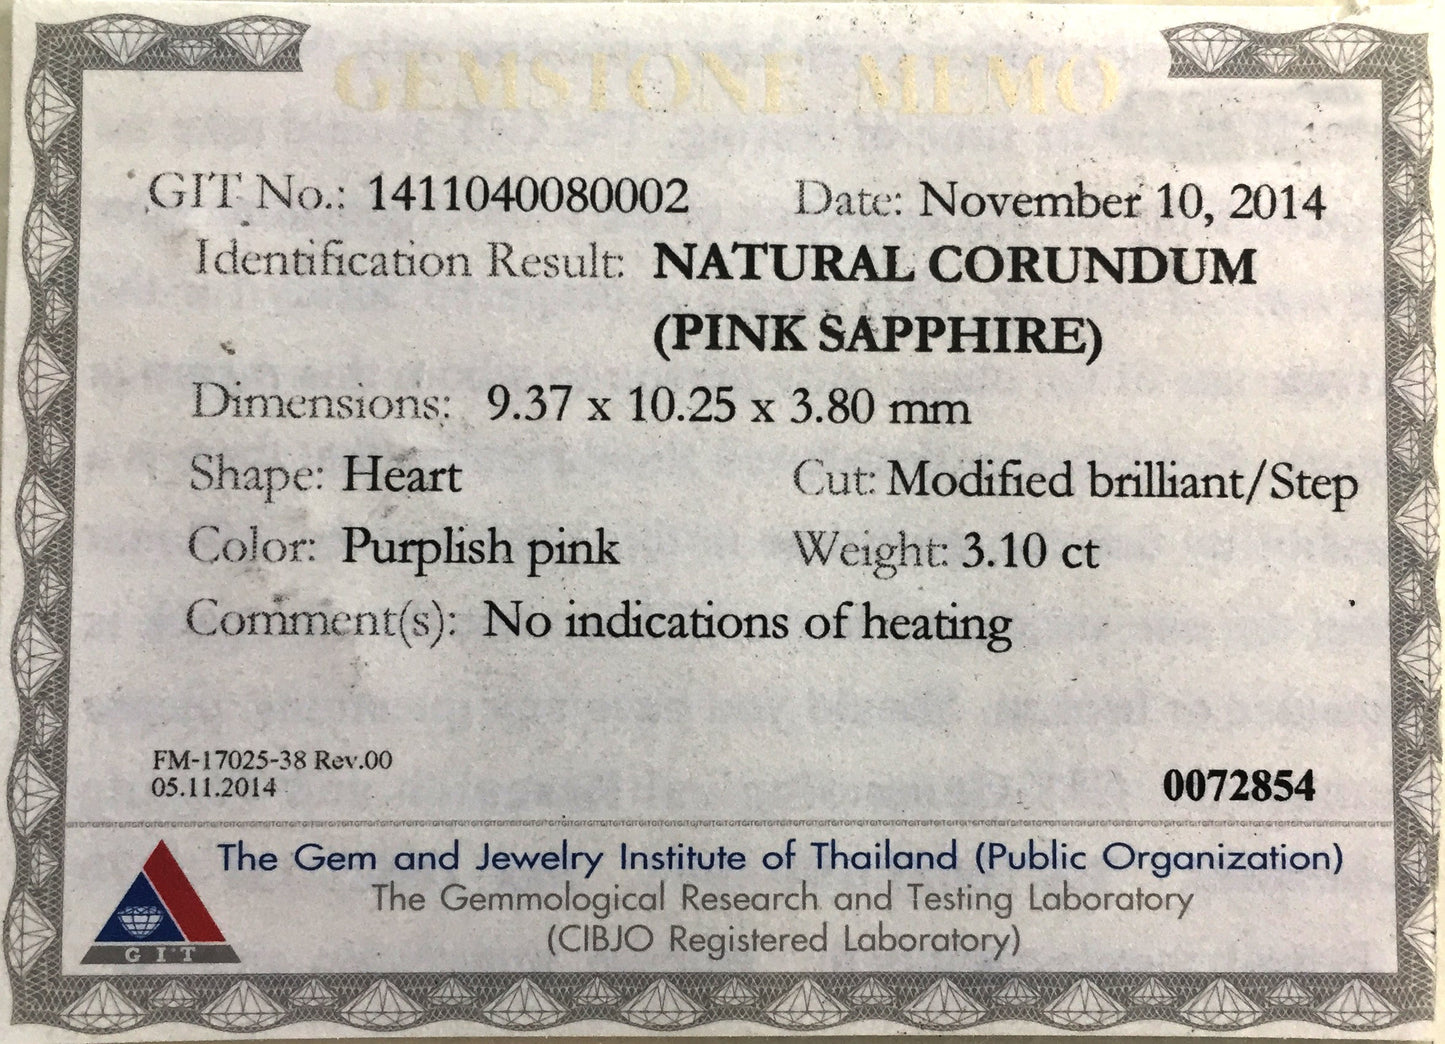 GEMSTONE MEMO
GIT No.: 1411040080002 Date: November 10, 2014
Identification Result: NATURAL CORUNDUM
(PINK SAPPHIRE)
Dimensions: 9.37 x 10.25 x 3.80 mm
Shape: Heart Cut: Modified brilliant/Step
Color: Purplish pink Weight: 3.10 ct
Comment(s): No indications of heating
FM-17025-38 Rev.00
05.11.2014
0072854
The Gem and Jewelry Institute of Thailand (Public Organization)
The Gemmological Research and Testing Laboratory
(CIBJO Registered Laboratory)
GIT